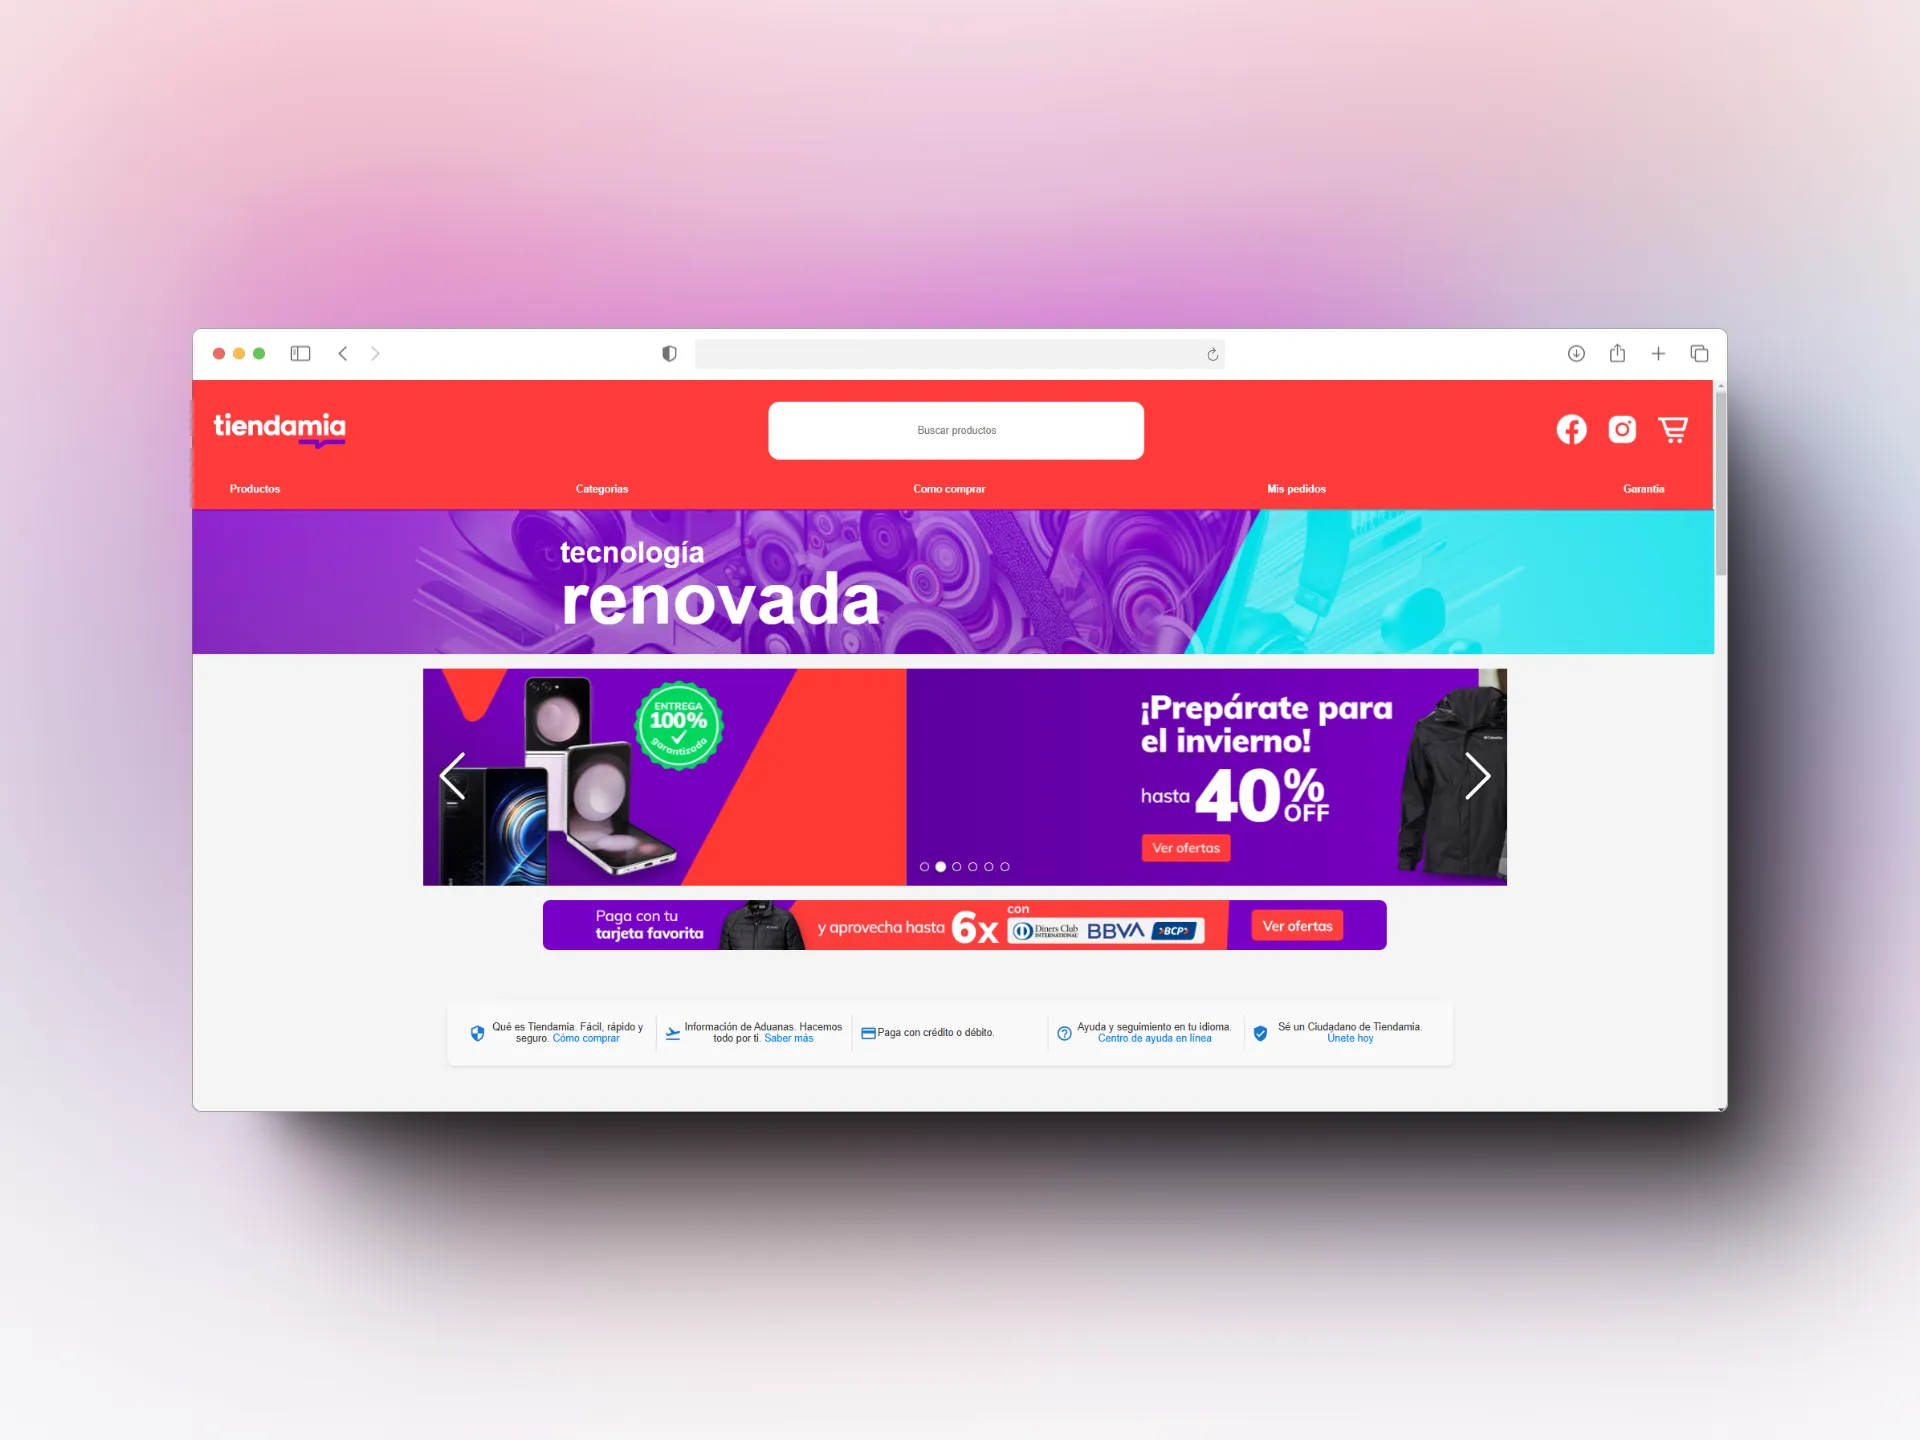 tiendamia
Buscar productos
Productos
Categorias
Como comprar
Mis pedidos
Garantia
tecnología
renovada
ENTREGA
100%
garantizada
¡Prepárate para
el invierno!
hasta 40% OFF
Ver ofertas
Paga con tu
tarjeta favorita
y aprovecha hasta 6x con
Diners Club
INTERNATIONAL
BBVA
BCP
Ver ofertas
Qué es Tiendamia. Fácil, rápido y
seguro. Cómo comprar
Información de Aduanas. Hacemos
todo por ti. Saber más
Paga con crédito o débito.
Ayuda y seguimiento en tu idioma.
Centro de ayuda en línea
Sé un Ciudadano de Tiendamia.
Únete hoy